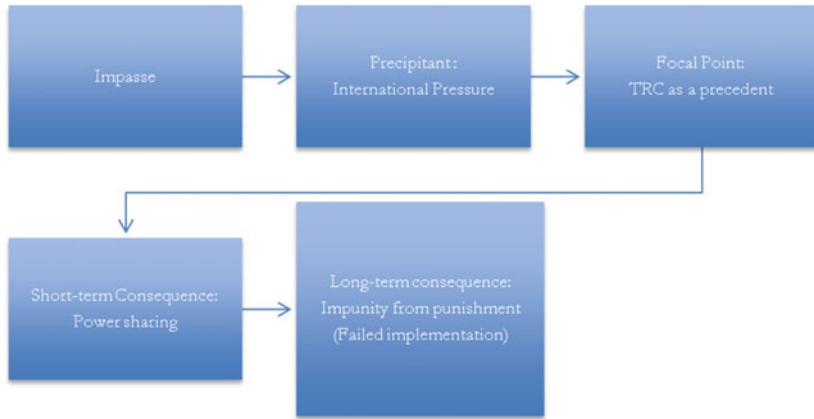 Impasse
Precipitant:
International Pressure
Focal Point:
TRC as a precedent
Short-term Consequence:
Power sharing
Long-term consequence:
Impunity from punishment
(Failed implementation)